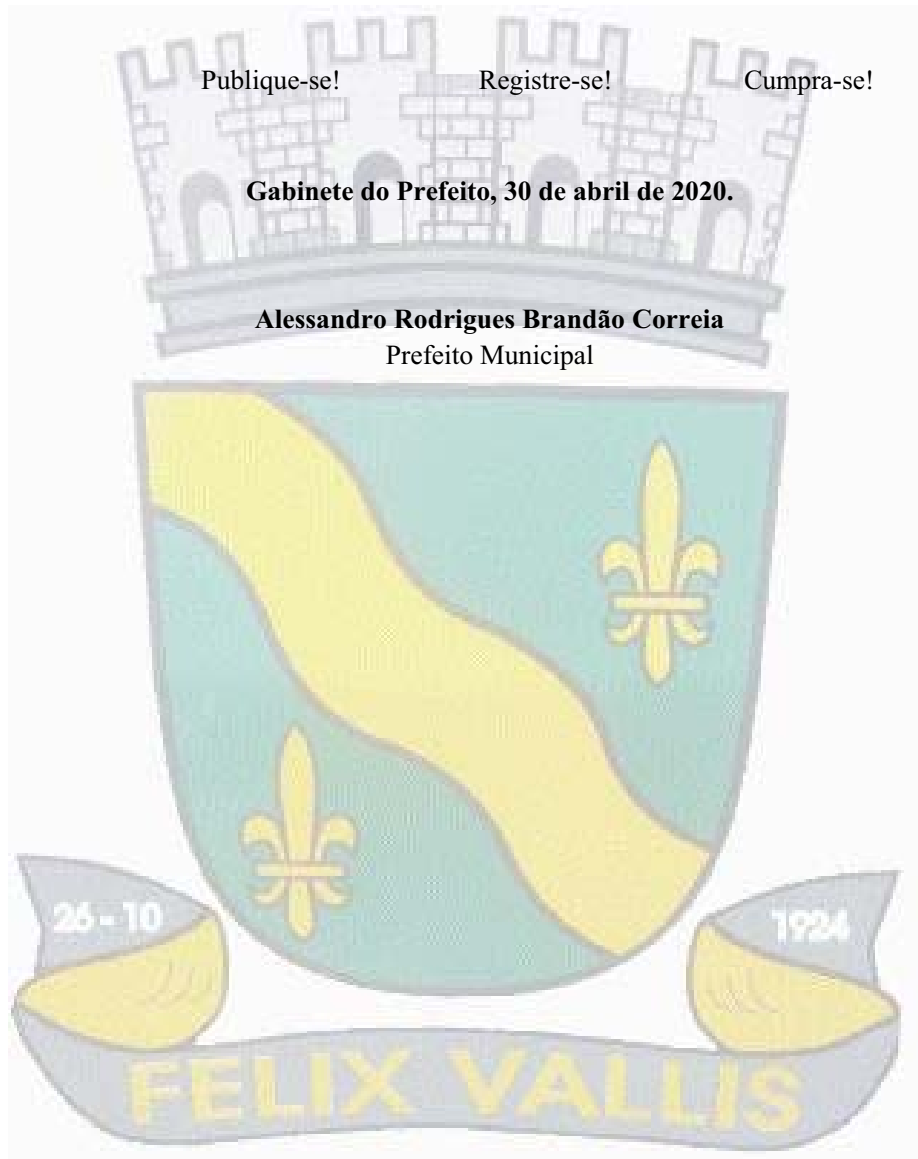 Publique-se! Registre-se! Cumpra-se!
Gabinete do Prefeito, 30 de abril de 2020.
Alessandro Rodrigues Brandão Correia
Prefeito Municipal
26 - 10
1924
FELIX VALLIS